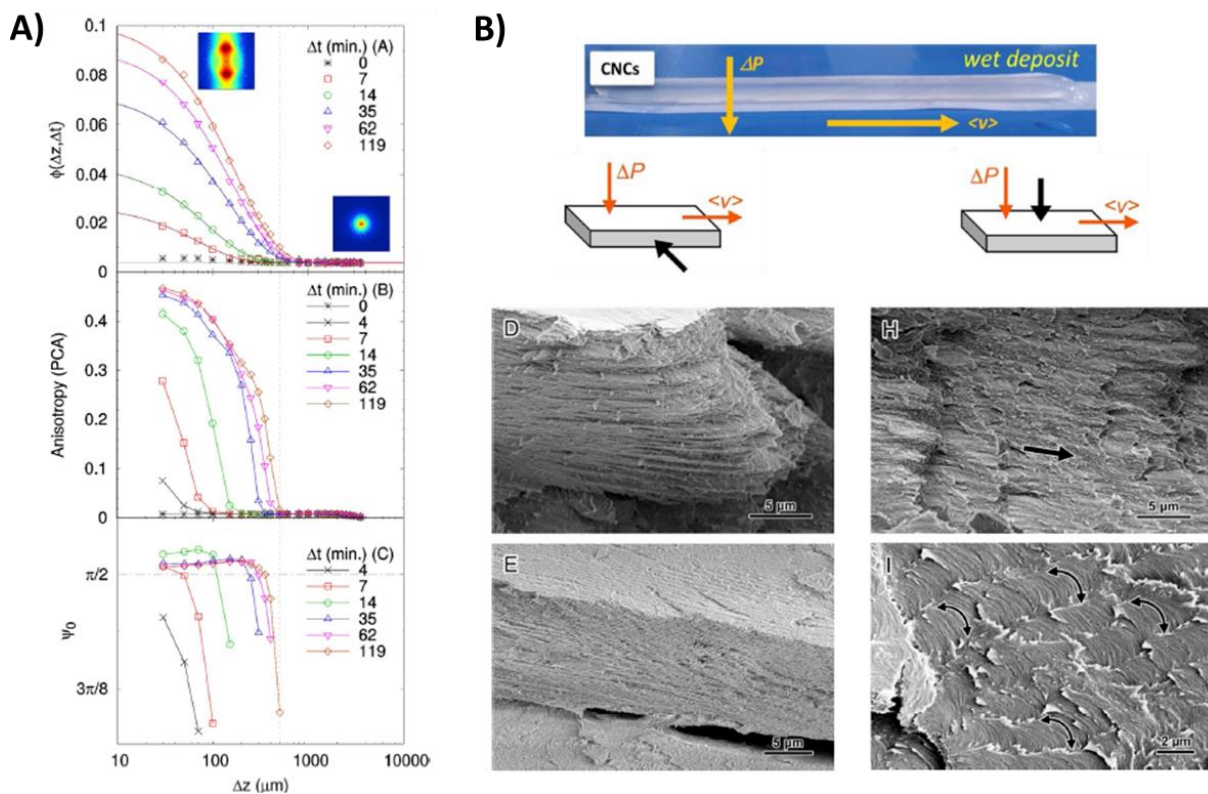 A)
0.1
0.08
0.06
0.04
0.02
0
ϕ(Δz,Δt)
Δt (min.) (A)
0
7
14
35
62
119
0.4
0.3
0.2
0.1
0
Anisotropy (PCA)
Δt (min.) (B)
0
4
7
14
35
62
119
π/2
3π/8
Ψ₀
Δt (min.) (C)
4
7
14
35
62
119
10
100
1000
10000
Δz (μm)
B)
CNCs
ΔP
wet deposit
<v>
ΔP
<v>
ΔP
<v>
D
5 μm
H
5 μm
E
5 μm
I
2 μm